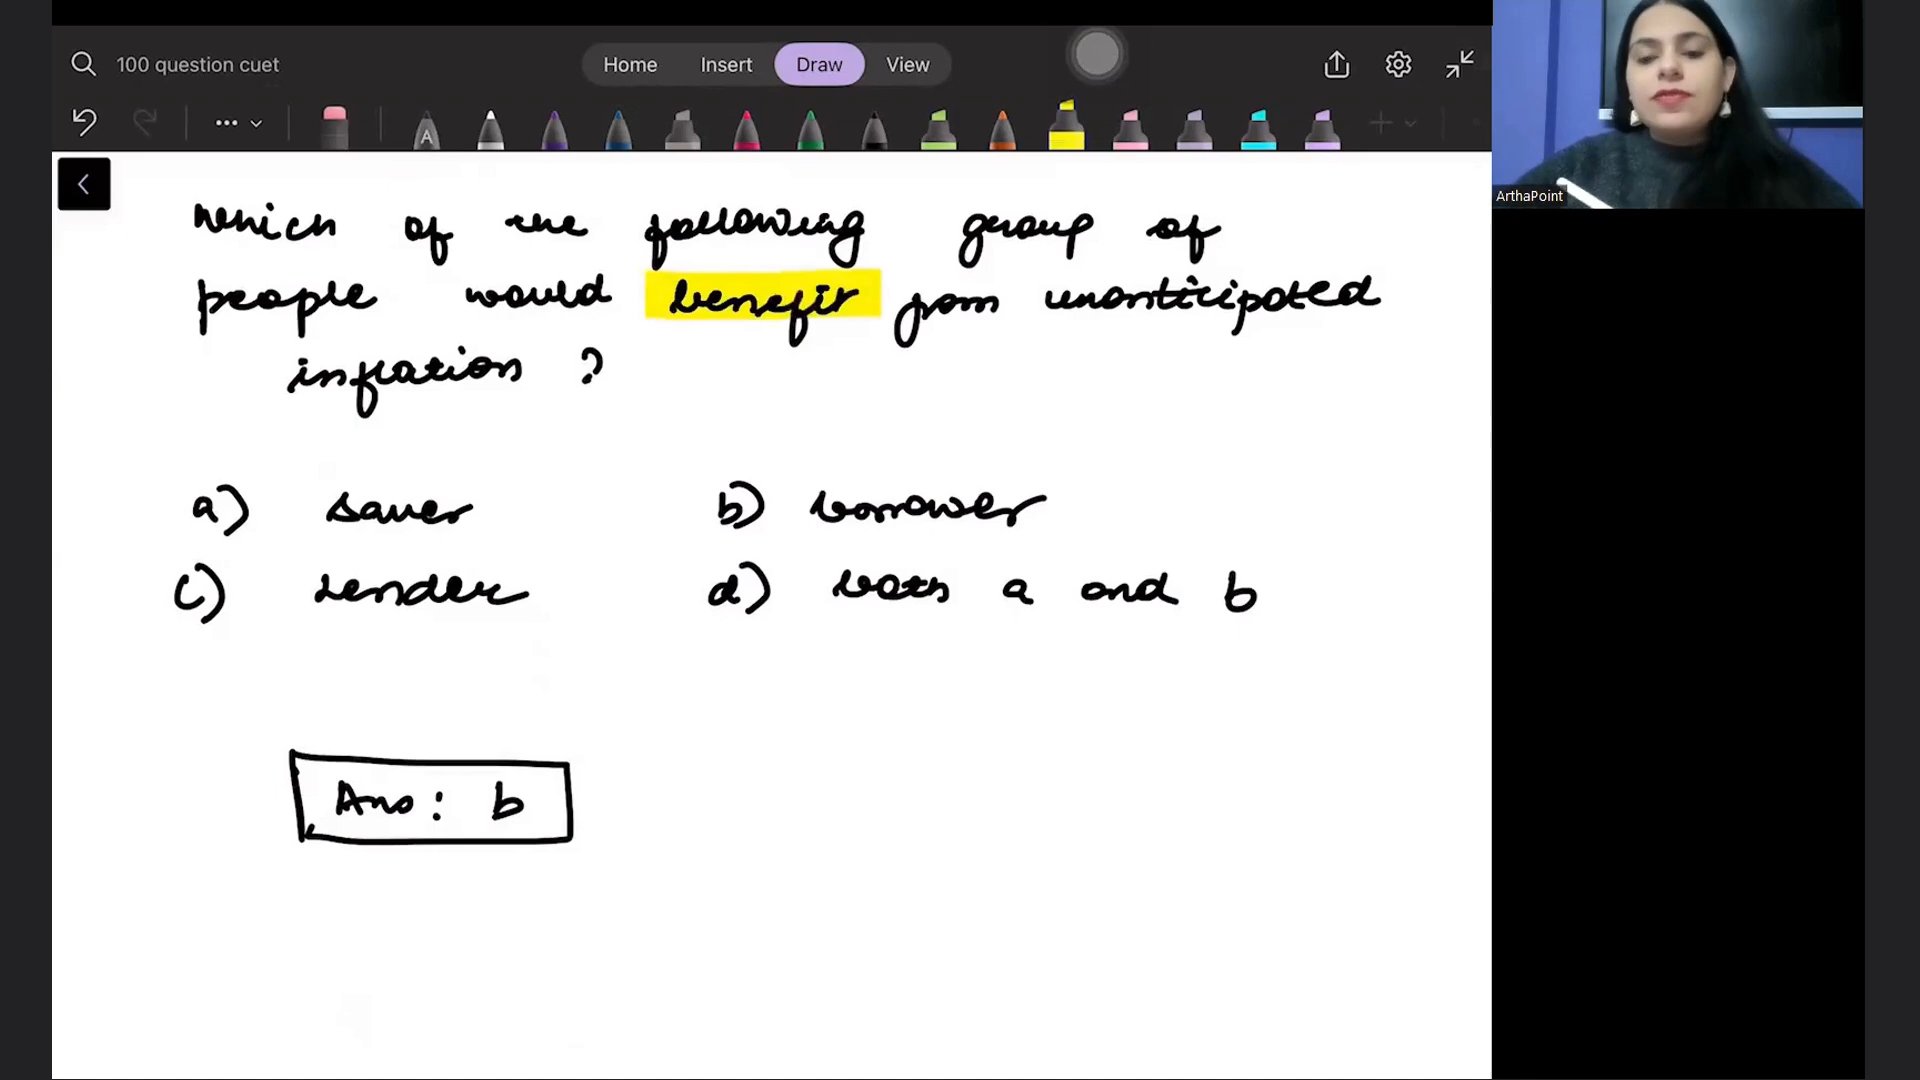 100 question cuet
Home Insert Draw View
A
ArthaPoint
which of the following group of
people would benefit from unanticipated
inflation ?
a) saver b) borrower
c) lender d) both a and b
Ans: b